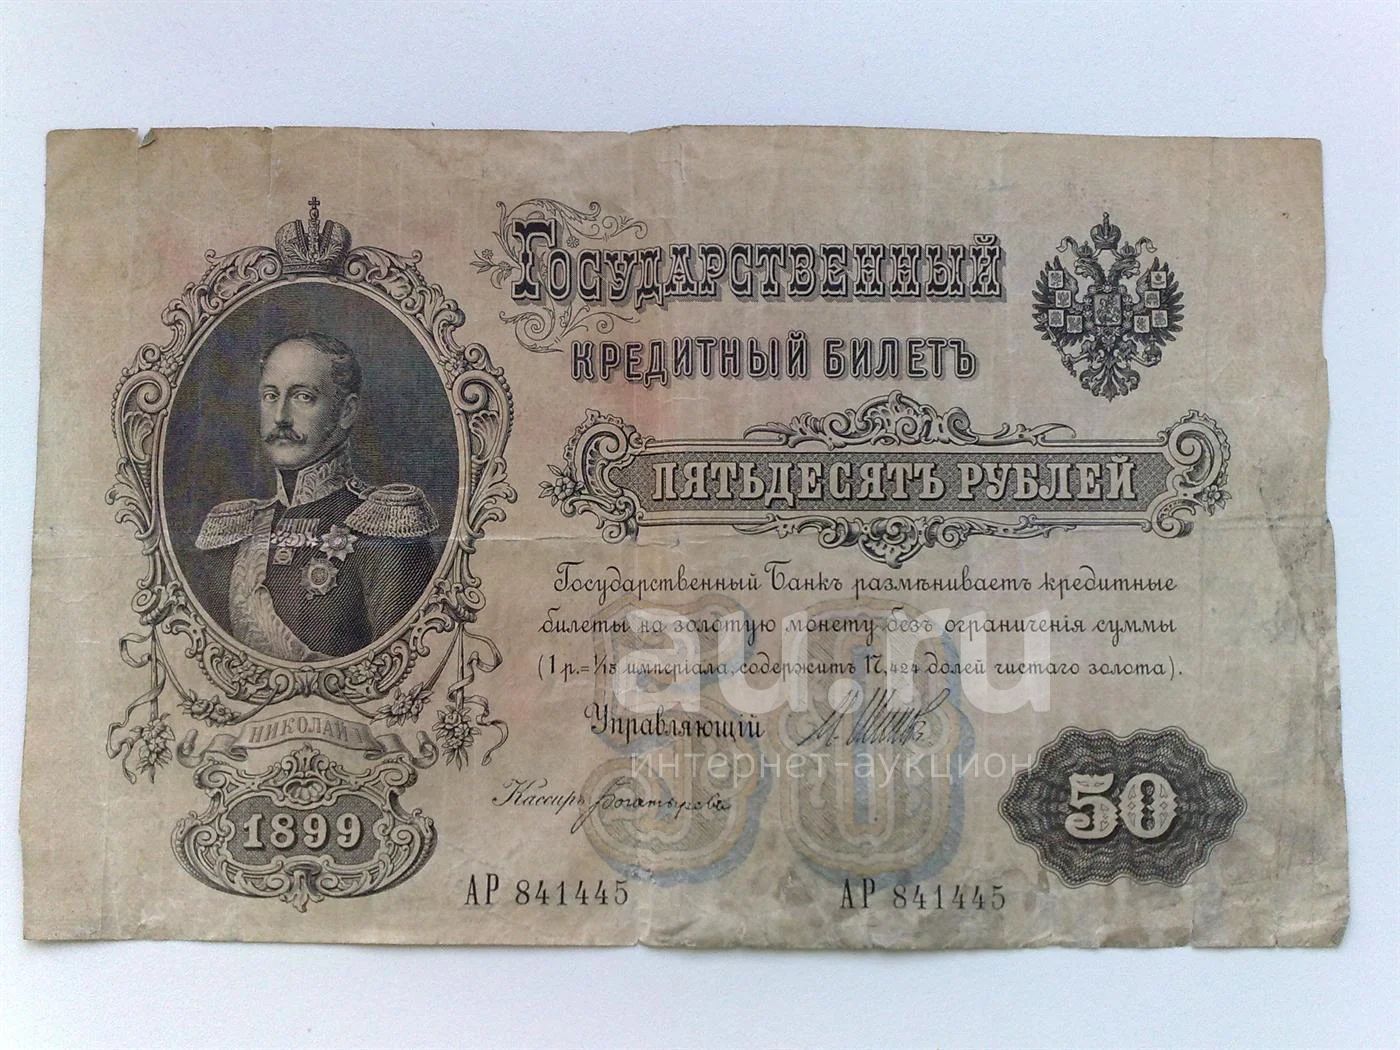 Государственный
кредитный билетъ
пятьдесятъ рублей
Государственный Банкъ размѣниваетъ кредитные
билеты на золотую монету безъ ограниченія суммы
(1 р.= 1/15 имперіала, содержитъ 17,424 долей чистаго золота).
Управляющій
Кассиръ Богатыревъ
НИКОЛАЙ I
1899
50
50
АР 841445
АР 841445
au.ru
интернет-аукцион